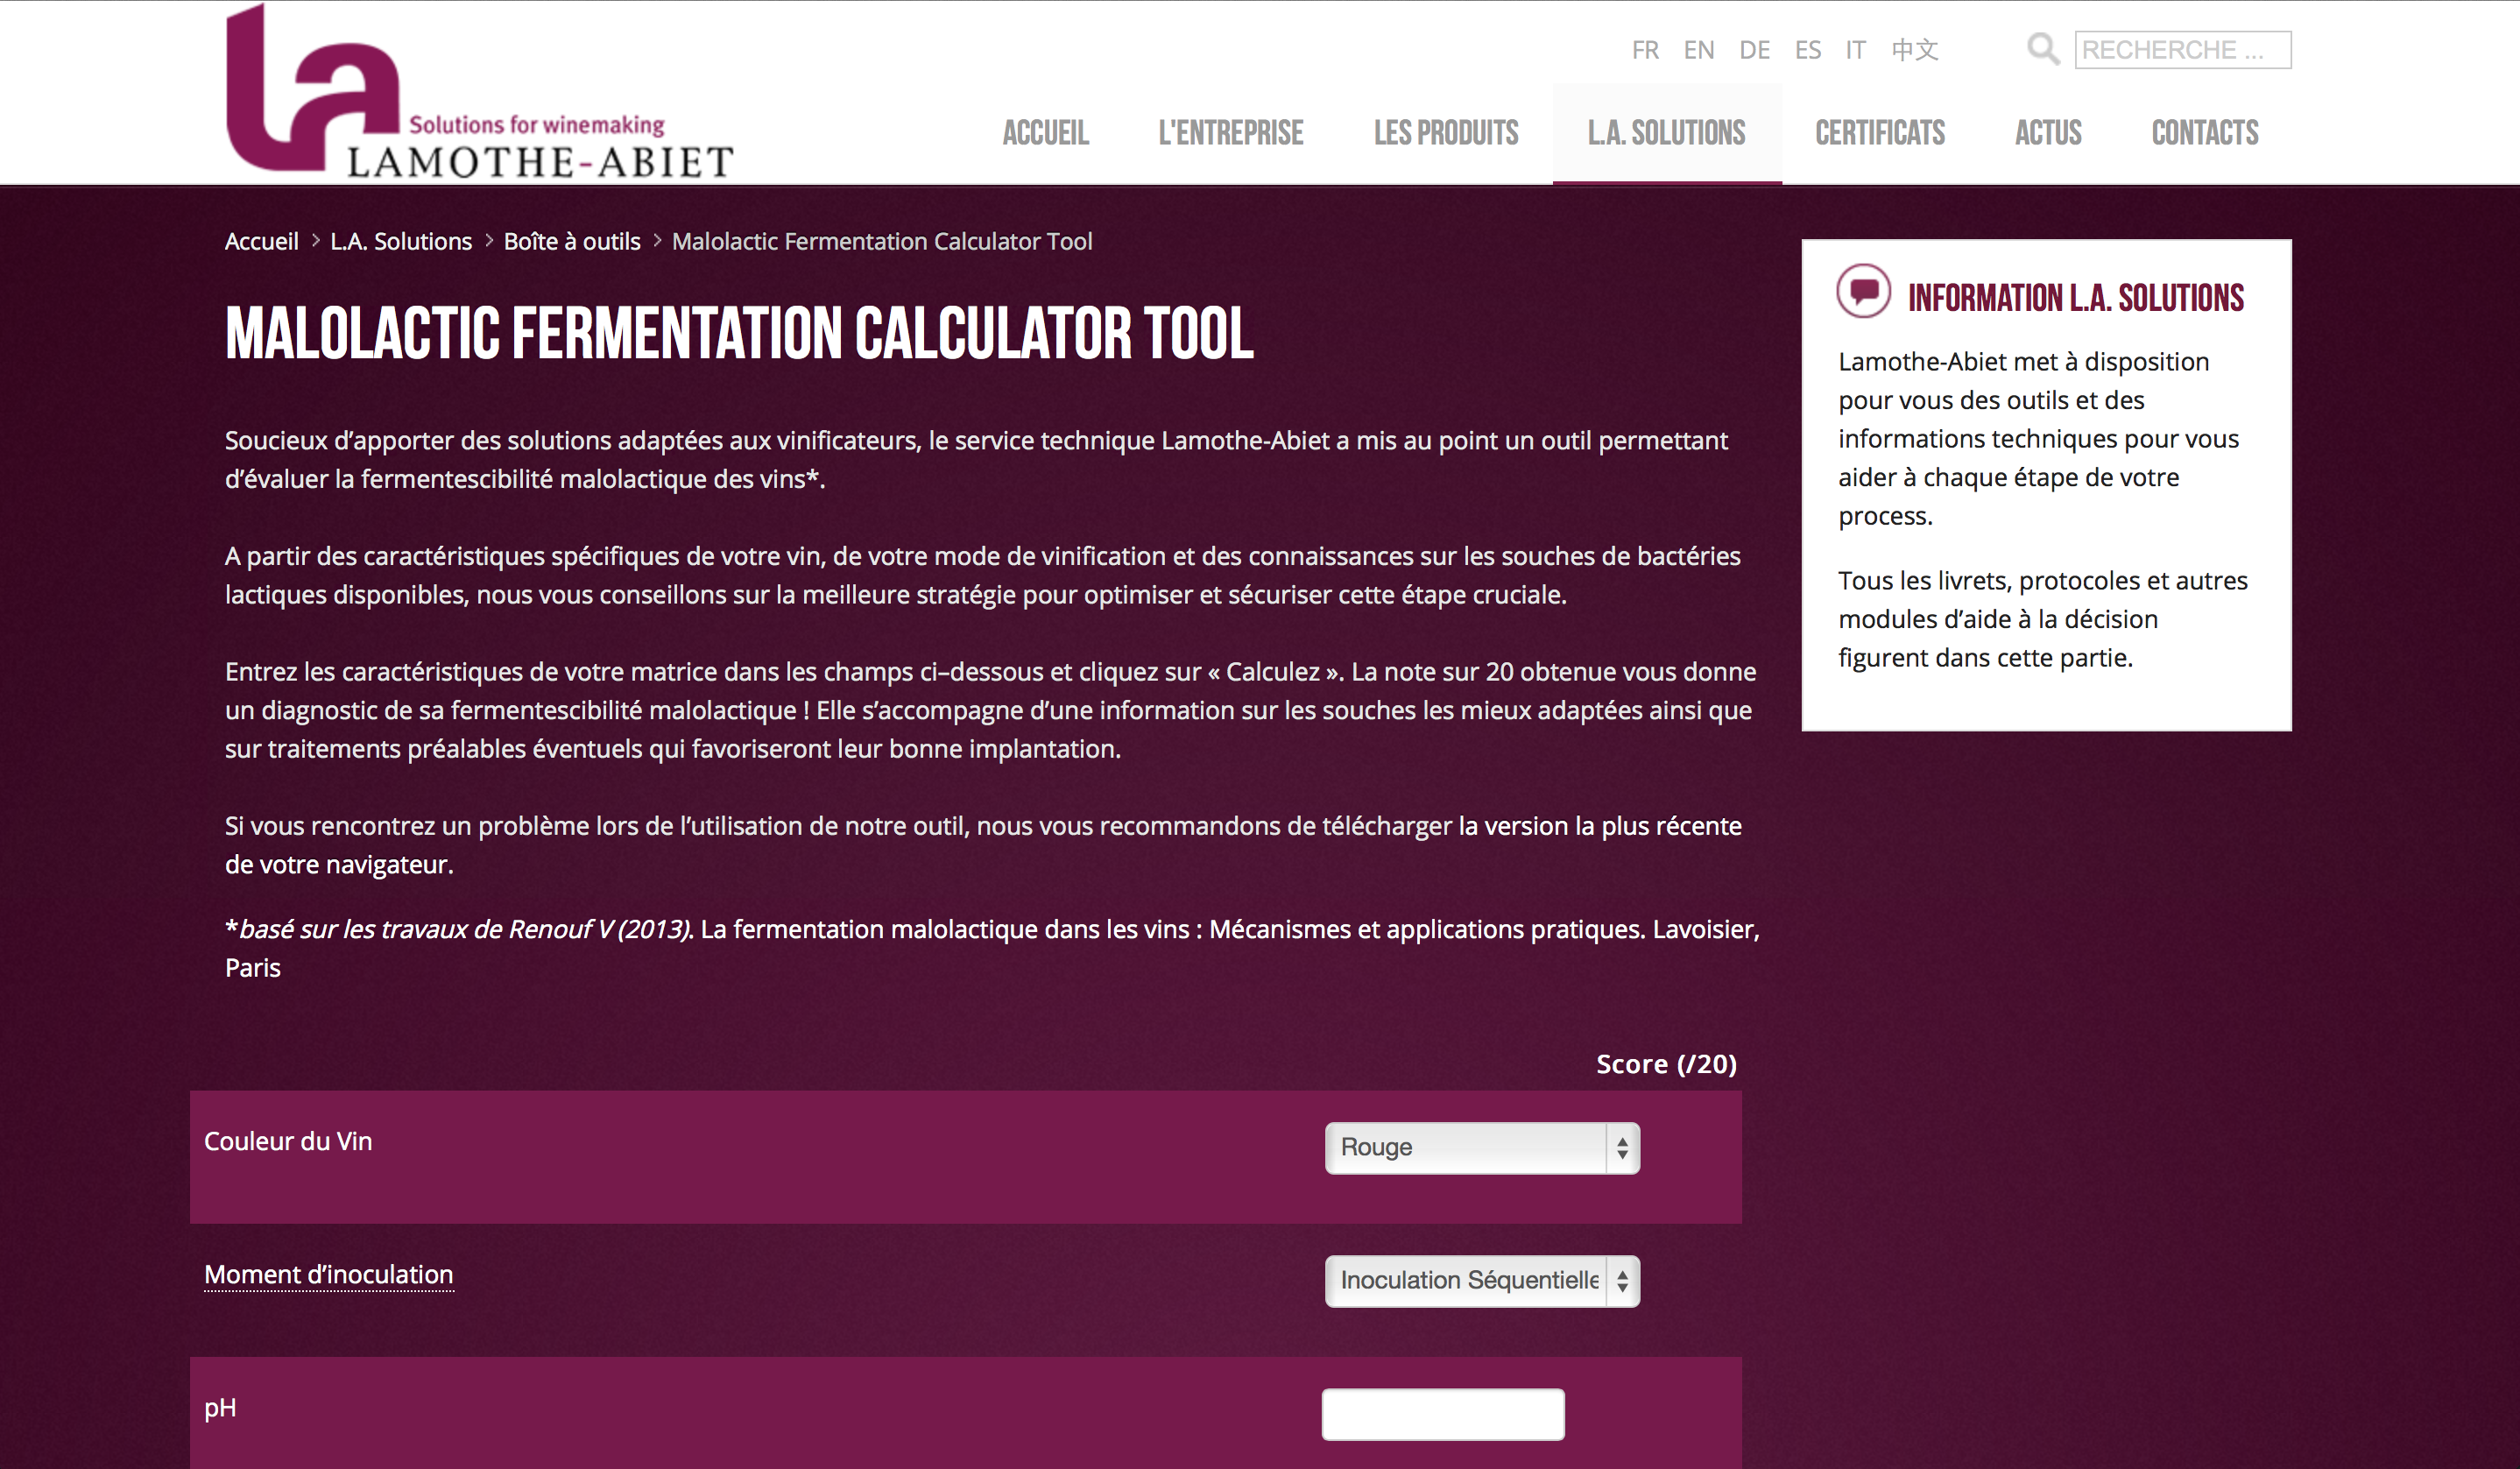 La
Solutions for winemaking
LAMOTHE-ABIET
FR EN DE ES IT 中文
RECHERCHE ...
ACCUEIL L'ENTREPRISE LES PRODUITS L.A. SOLUTIONS CERTIFICATS ACTUS CONTACTS
Accueil > L.A. Solutions > Boîte à outils > Malolactic Fermentation Calculator Tool
MALOLACTIC FERMENTATION CALCULATOR TOOL
Soucieux d’apporter des solutions adaptées aux vinificateurs, le service technique Lamothe-Abiet a mis au point un outil permettant
d’évaluer la fermentescibilité malolactique des vins*.
A partir des caractéristiques spécifiques de votre vin, de votre mode de vinification et des connaissances sur les souches de bactéries
lactiques disponibles, nous vous conseillons sur la meilleure stratégie pour optimiser et sécuriser cette étape cruciale.
Entrez les caractéristiques de votre matrice dans les champs ci–dessous et cliquez sur « Calculez ». La note sur 20 obtenue vous donne
un diagnostic de sa fermentescibilité malolactique ! Elle s’accompagne d’une information sur les souches les mieux adaptées ainsi que
sur traitements préalables éventuels qui favoriseront leur bonne implantation.
Si vous rencontrez un problème lors de l’utilisation de notre outil, nous vous recommandons de télécharger la version la plus récente
de votre navigateur.
*basé sur les travaux de Renouf V (2013). La fermentation malolactique dans les vins : Mécanismes et applications pratiques. Lavoisier,
Paris
INFORMATION L.A. SOLUTIONS
Lamothe-Abiet met à disposition
pour vous des outils et des
informations techniques pour vous
aider à chaque étape de votre
process.
Tous les livrets, protocoles et autres
modules d’aide à la décision
figurent dans cette partie.
Score (/20)
Couleur du Vin Rouge
Moment d’inoculation Inoculation Séquentielle
pH